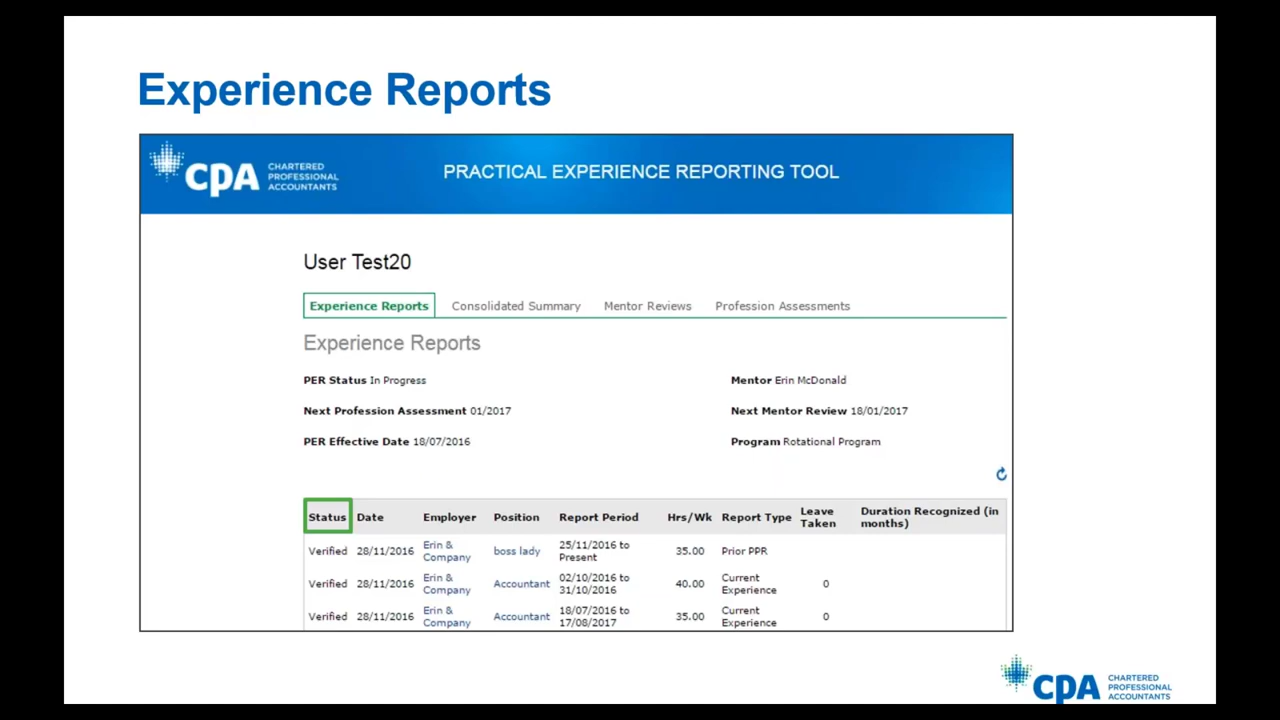 Experience Reports
CPA CHARTERED
PROFESSIONAL
ACCOUNTANTS
PRACTICAL EXPERIENCE REPORTING TOOL
User Test20
Experience Reports Consolidated Summary Mentor Reviews Profession Assessments
Experience Reports
PER Status In Progress Mentor Erin McDonald
Next Profession Assessment 01/2017 Next Mentor Review 18/01/2017
PER Effective Date 18/07/2016 Program Rotational Program
Status Date Employer Position Report Period Hrs/Wk Report Type Leave Taken Duration Recognized (in months)
Verified 28/11/2016 Erin & Company boss lady 25/11/2016 to Present 35.00 Prior PPR
Verified 28/11/2016 Erin & Company Accountant 02/10/2016 to 31/10/2016 40.00 Current Experience 0
Verified 28/11/2016 Erin & Company Accountant 18/07/2016 to 17/08/2017 35.00 Current Experience 0
CPA CHARTERED
PROFESSIONAL
ACCOUNTANTS